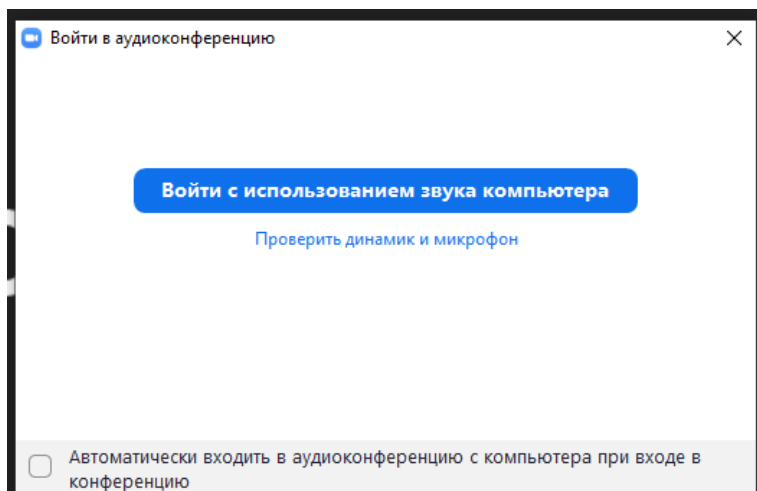 Войти в аудиоконференцию
Войти с использованием звука компьютера
Проверить динамик и микрофон
Автоматически входить в аудиоконференцию с компьютера при входе в
конференцию